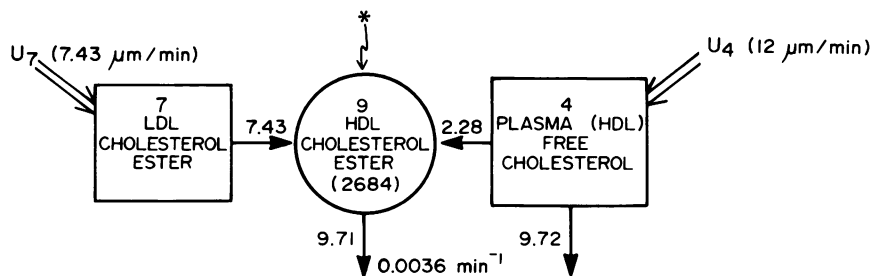 *
U7 (7.43 μm/min)
U4 (12 μm/min)
7
LDL
CHOLESTEROL
ESTER
7.43
9
HDL
CHOLESTEROL
ESTER
(2684)
2.28
4
PLASMA (HDL)
FREE
CHOLESTEROL
9.71
0.0036 min⁻¹
9.72